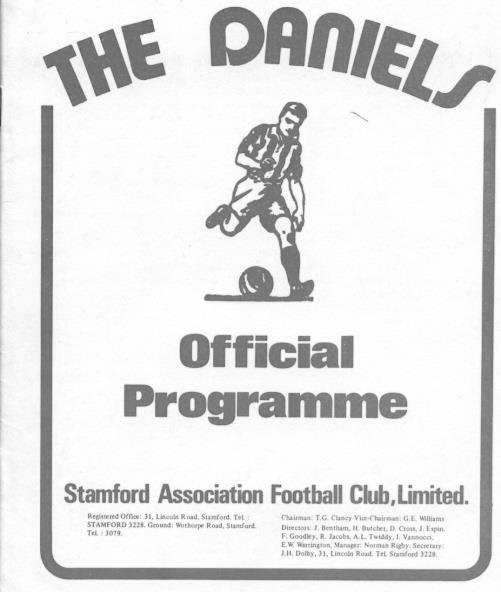 THE DANIELS
Official
Programme
Stamford Association Football Club, Limited.
Registered Office: 31, Lincoln Road, Stamford. Tel. :
STAMFORD 3228. Ground: Wothorpe Road, Stamford.
Tel. : 3079.
Chairman: T.G. Clancy Vice-Chairman: G.E. Williams
Directors: J. Bentham, H. Butcher, D. Cross, J. Espin.
F. Goodley, R. Jacobs, A.L. Twiddy, I. Vannocci,
E.W. Warrington, Manager: Norman Rigby. Secretary:
J.H. Dolby, 31, Lincoln Road. Tel. Stamford 3228.